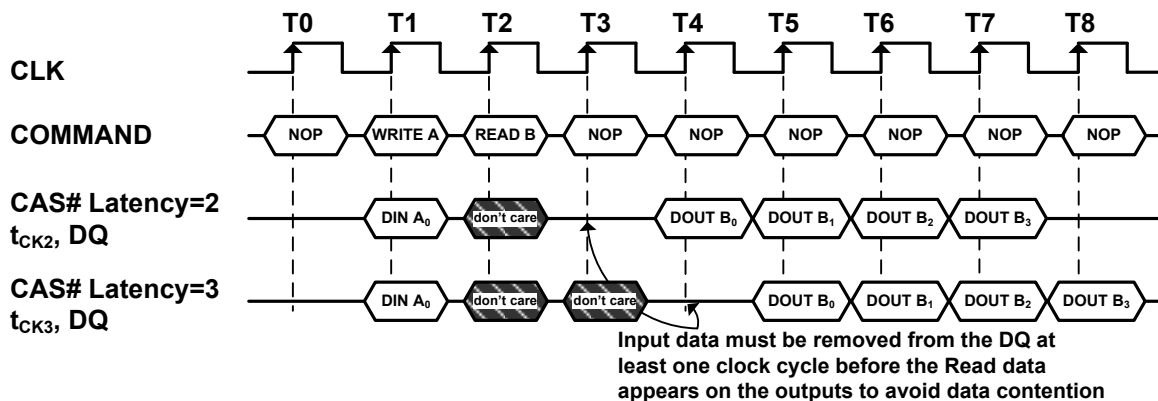 T0 T1 T2 T3 T4 T5 T6 T7 T8
CLK
COMMAND NOP WRITE A READ B NOP NOP NOP NOP NOP NOP
CAS# Latency=2
tCK2, DQ DIN A0 don't care DOUT B0 DOUT B1 DOUT B2 DOUT B3
CAS# Latency=3
tCK3, DQ DIN A0 don't care don't care DOUT B0 DOUT B1 DOUT B2 DOUT B3
Input data must be removed from the DQ at
least one clock cycle before the Read data
appears on the outputs to avoid data contention